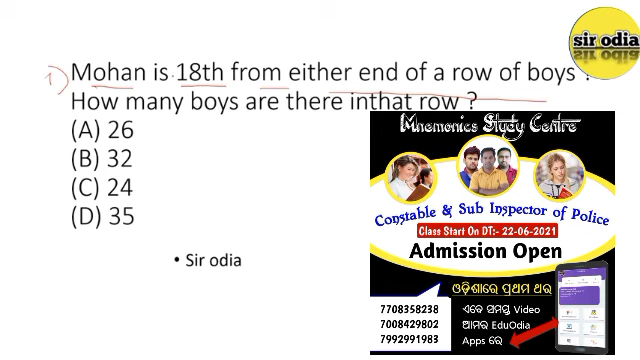 sir odia
1) Mohan is 18th from either end of a row of boys ?
How many boys are there inthat row ?
(A) 26
(B) 32
(C) 24
(D) 35
• Sir odia
Mnemonics Study Centre
Constable & Sub Inspector of Police
Class Start On DT:- 22-06-2021
Admission Open
ଓଡ଼ିଶାରେ ପ୍ରଥମ ଥର
7708358238
7008429802
7992991983
ଏବେ ସମସ୍ତ Video
ଆମର EduOdia
Apps ରେ